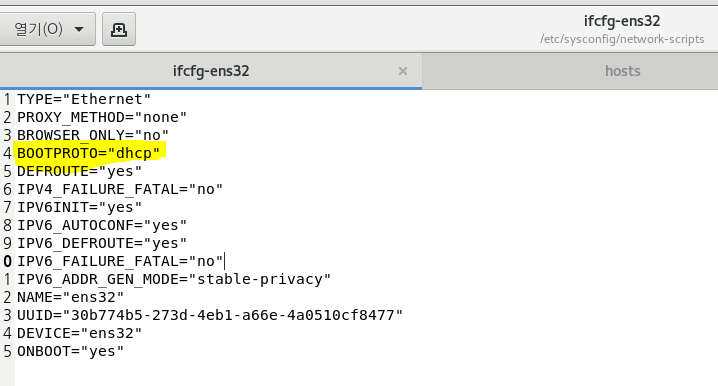 열기(O)
ifcfg-ens32
/etc/sysconfig/network-scripts
ifcfg-ens32 × hosts
1 TYPE="Ethernet"
2 PROXY_METHOD="none"
3 BROWSER_ONLY="no"
4 BOOTPROTO="dhcp"
5 DEFROUTE="yes"
6 IPV4_FAILURE_FATAL="no"
7 IPV6INIT="yes"
8 IPV6_AUTOCONF="yes"
9 IPV6_DEFROUTE="yes"
0 IPV6_FAILURE_FATAL="no"
1 IPV6_ADDR_GEN_MODE="stable-privacy"
2 NAME="ens32"
3 UUID="30b774b5-273d-4eb1-a66e-4a0510cf8477"
4 DEVICE="ens32"
5 ONBOOT="yes"